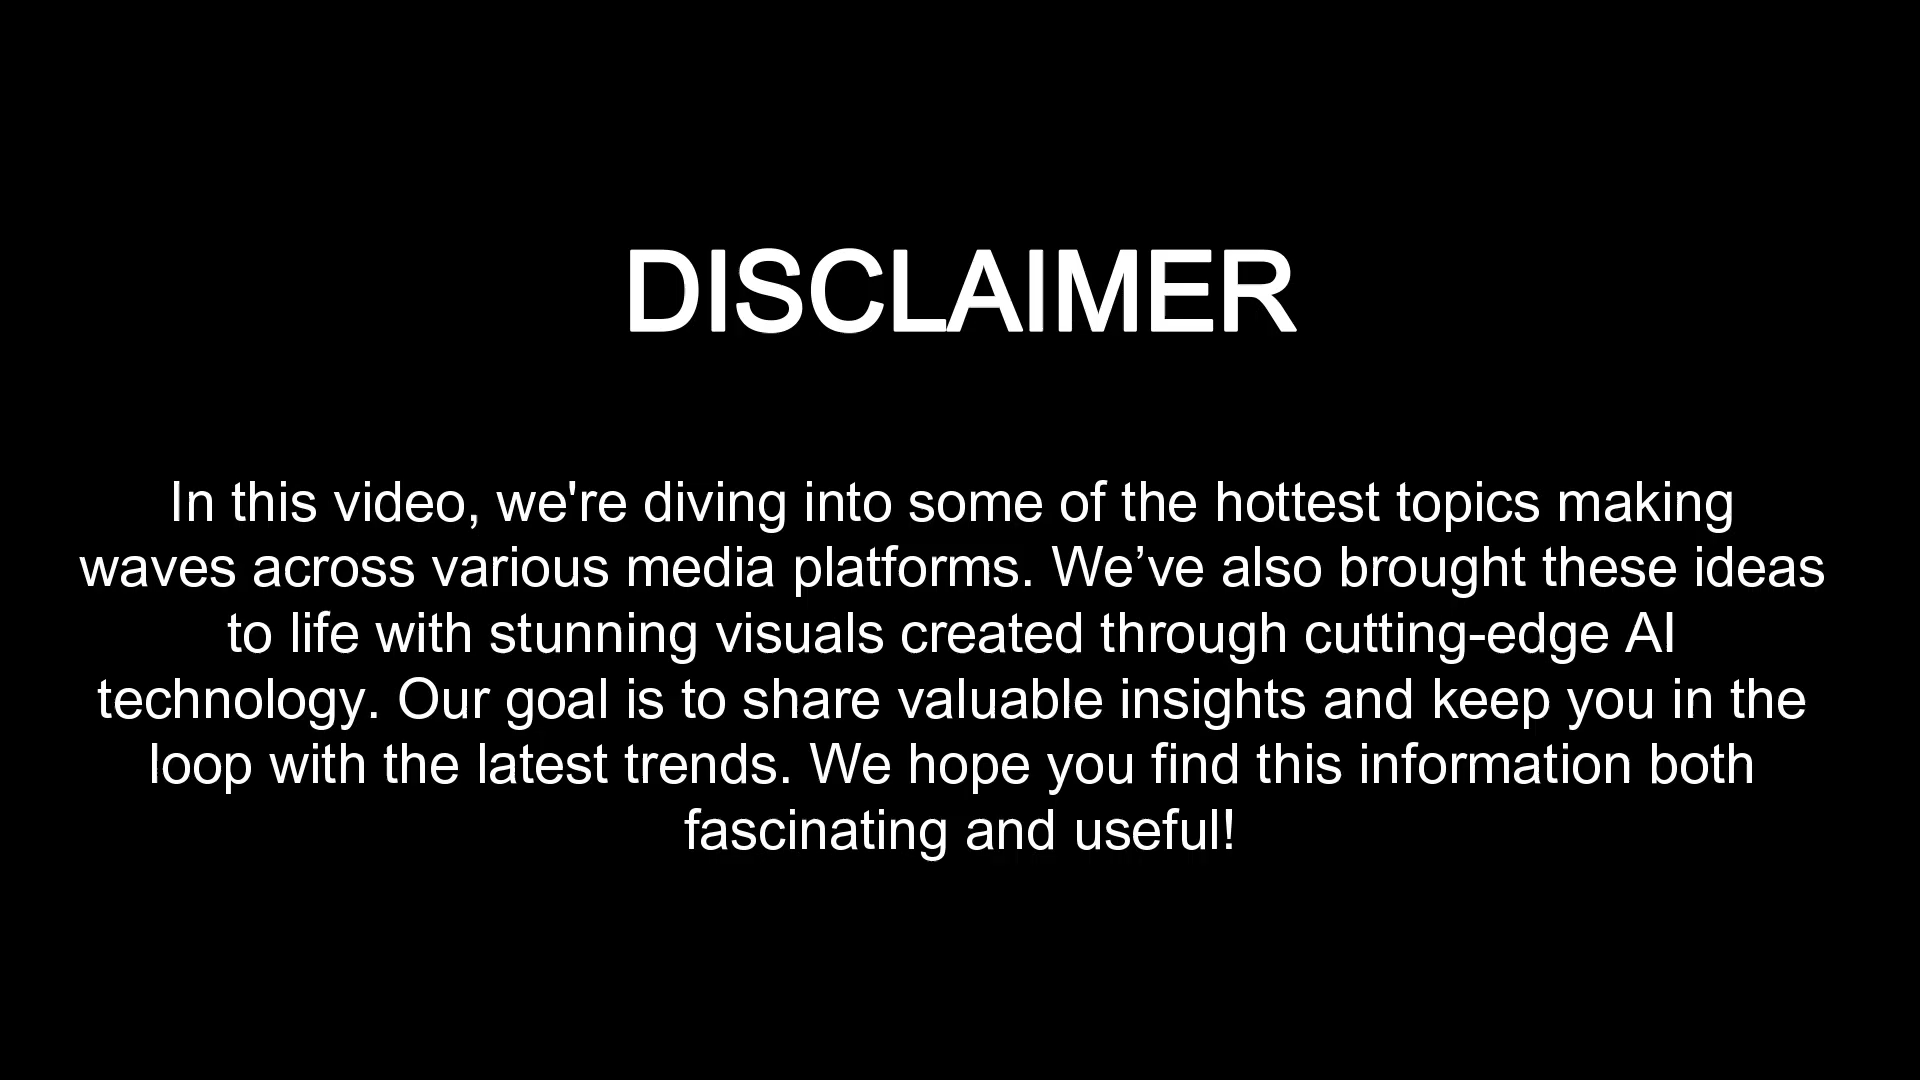 DISCLAIMER
In this video, we're diving into some of the hottest topics making
waves across various media platforms. We’ve also brought these ideas
to life with stunning visuals created through cutting-edge AI
technology. Our goal is to share valuable insights and keep you in the
loop with the latest trends. We hope you find this information both
fascinating and useful!